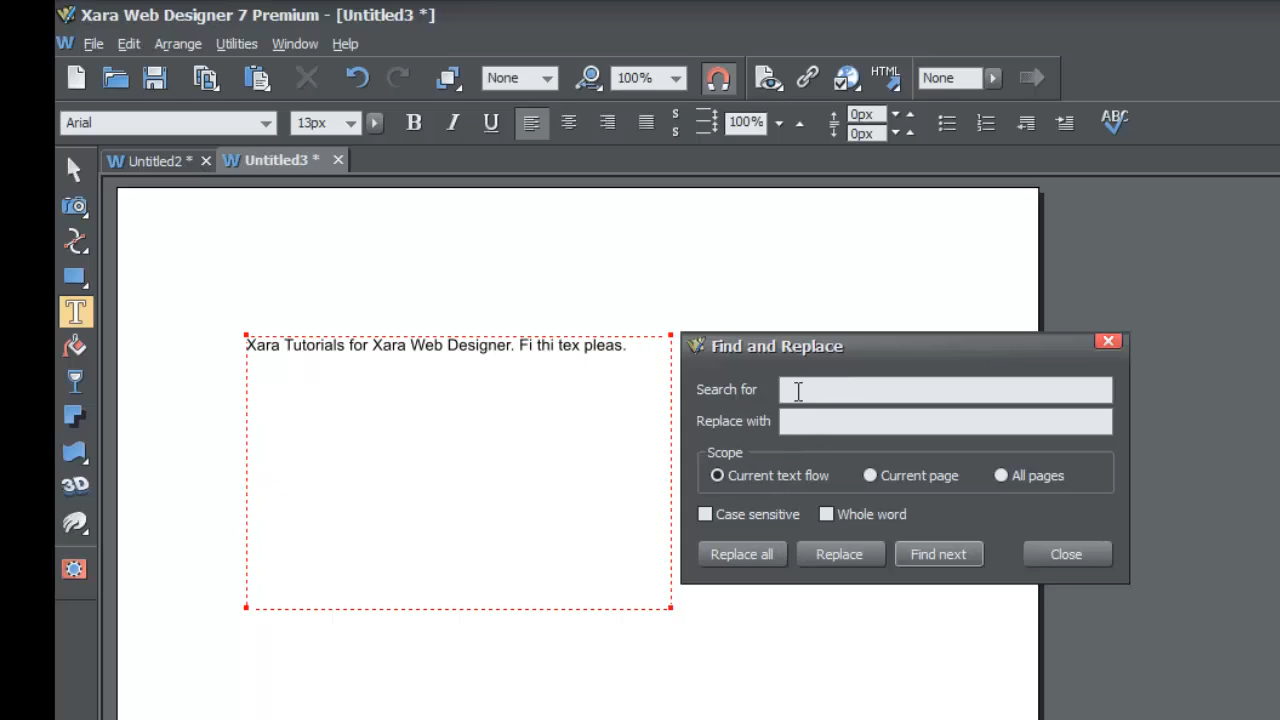 Xara Web Designer 7 Premium - [Untitled3 *]
File Edit Arrange Utilities Window Help
None 100% HTML None
Arial 13px B I U S S 100% 0px 0px ABC
Untitled2 * Untitled3 *
T
3D
Xara Tutorials for Xara Web Designer. Fi thi tex pleas.
Find and Replace
Search for
Replace with
Scope
Current text flow Current page All pages
Case sensitive Whole word
Replace all Replace Find next Close